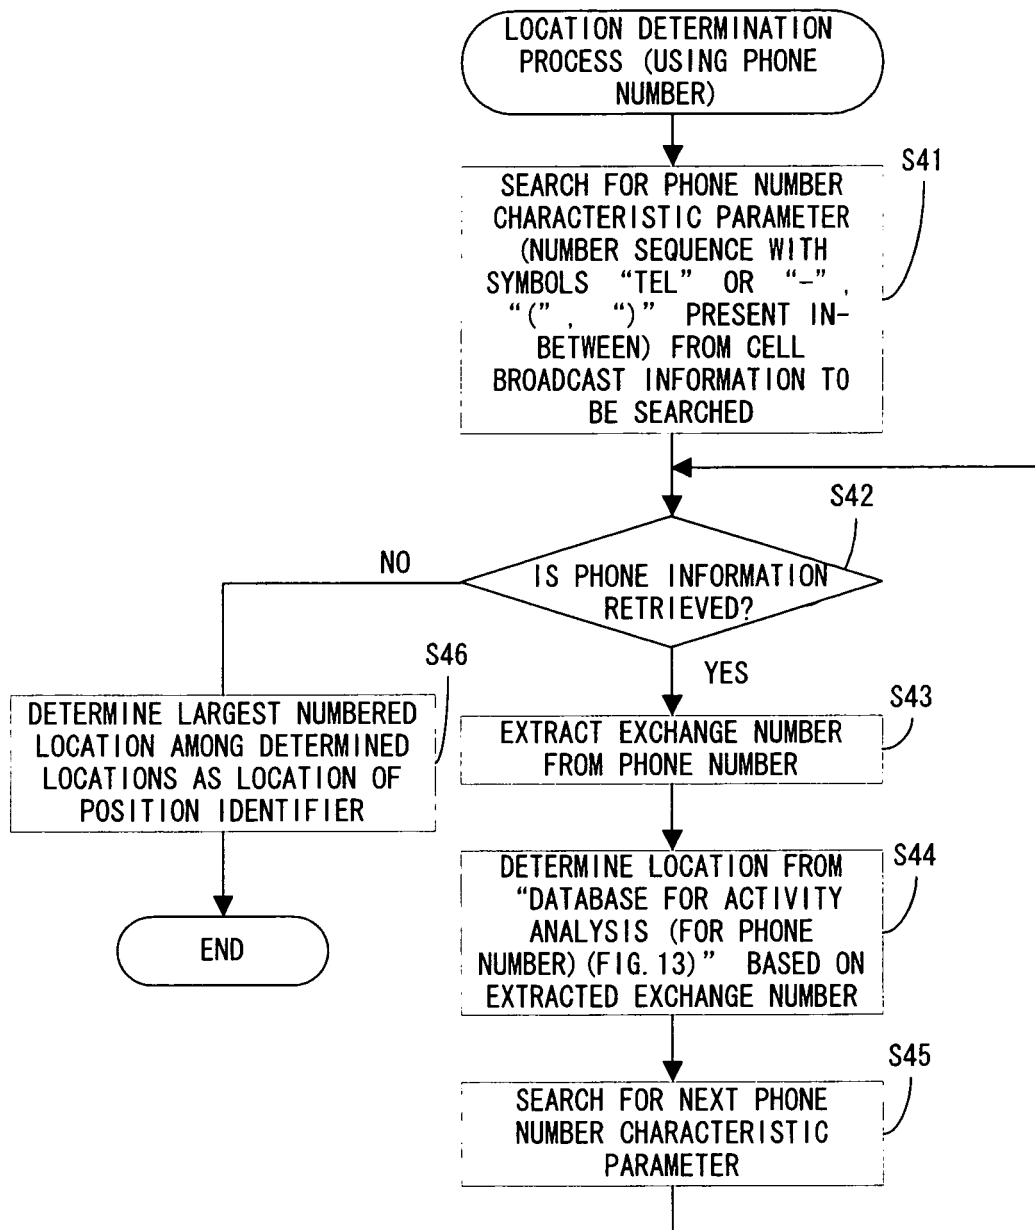 LOCATION DETERMINATION
PROCESS (USING PHONE
NUMBER)
S41
SEARCH FOR PHONE NUMBER
CHARACTERISTIC PARAMETER
(NUMBER SEQUENCE WITH
SYMBOLS “TEL” OR “-”,
“(”, “)” PRESENT IN-
BETWEEN) FROM CELL
BROADCAST INFORMATION TO
BE SEARCHED
S42
NO
IS PHONE INFORMATION
RETRIEVED?
YES
S46
DETERMINE LARGEST NUMBERED
LOCATION AMONG DETERMINED
LOCATIONS AS LOCATION OF
POSITION IDENTIFIER
END
S43
EXTRACT EXCHANGE NUMBER
FROM PHONE NUMBER
S44
DETERMINE LOCATION FROM
“DATABASE FOR ACTIVITY
ANALYSIS (FOR PHONE
NUMBER) (FIG. 13)” BASED ON
EXTRACTED EXCHANGE NUMBER
S45
SEARCH FOR NEXT PHONE
NUMBER CHARACTERISTIC
PARAMETER